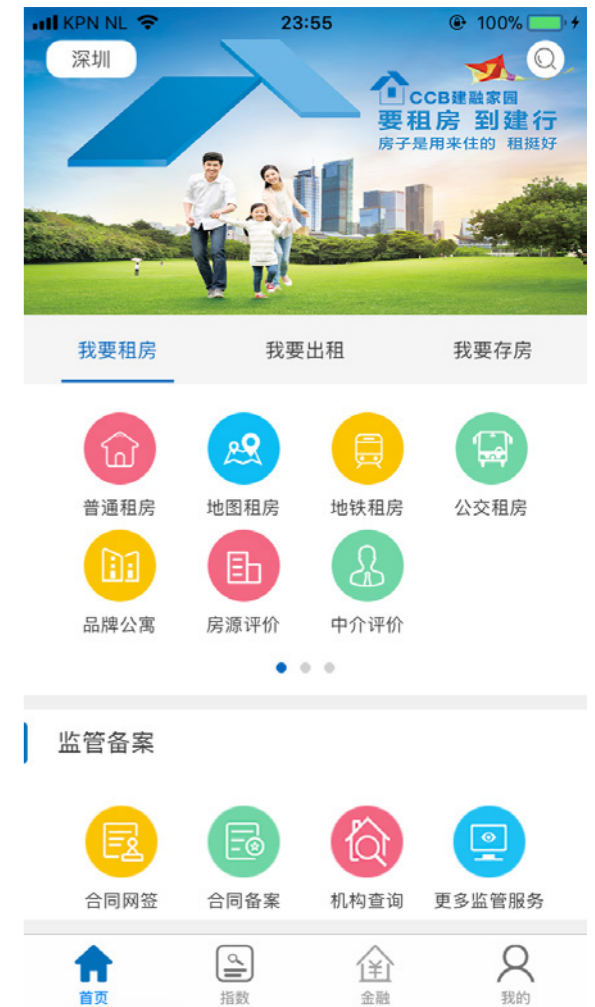 KPN NL 23:55 100%
深圳
CCB建融家园
要租房 到建行
房子是用来住的 租挺好
我要租房 我要出租 我要存房
普通租房 地图租房 地铁租房 公交租房
品牌公寓 房源评价 中介评价
监管备案
合同网签 合同备案 机构查询 更多监管服务
首页 指数 金融 我的